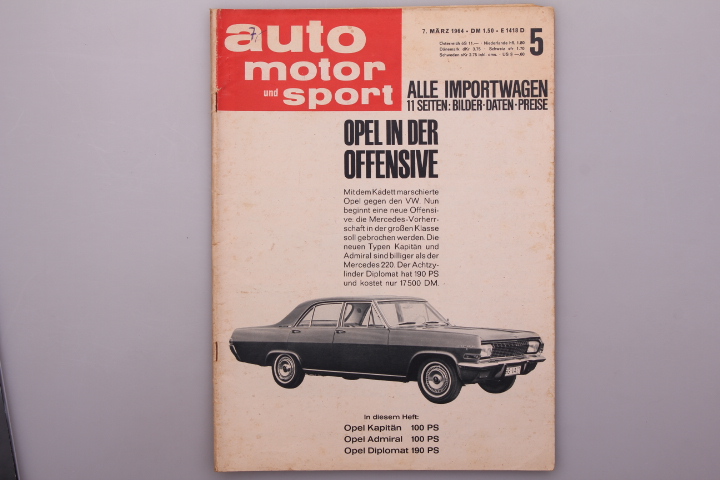 7. MÄRZ 1964 • DM 1.50 • E 1418 D
5
auto
motor
und sport
ALLE IMPORTWAGEN
11 SEITEN: BILDER·DATEN·PREISE
OPEL IN DER
OFFENSIVE
Mit dem Kadett marschierte
Opel gegen den VW. Nun
beginnt eine neue Offensi-
ve: die Mercedes-Vorherr-
schaft in der großen Klasse
soll gebrochen werden. Die
neuen Typen Kapitän und
Admiral sind billiger als der
Mercedes 220. Der Achtzy-
linder Diplomat hat 190 PS
und kostet nur 17500 DM.
In diesem Heft:
Opel Kapitän 100 PS
Opel Admiral 100 PS
Opel Diplomat 190 PS